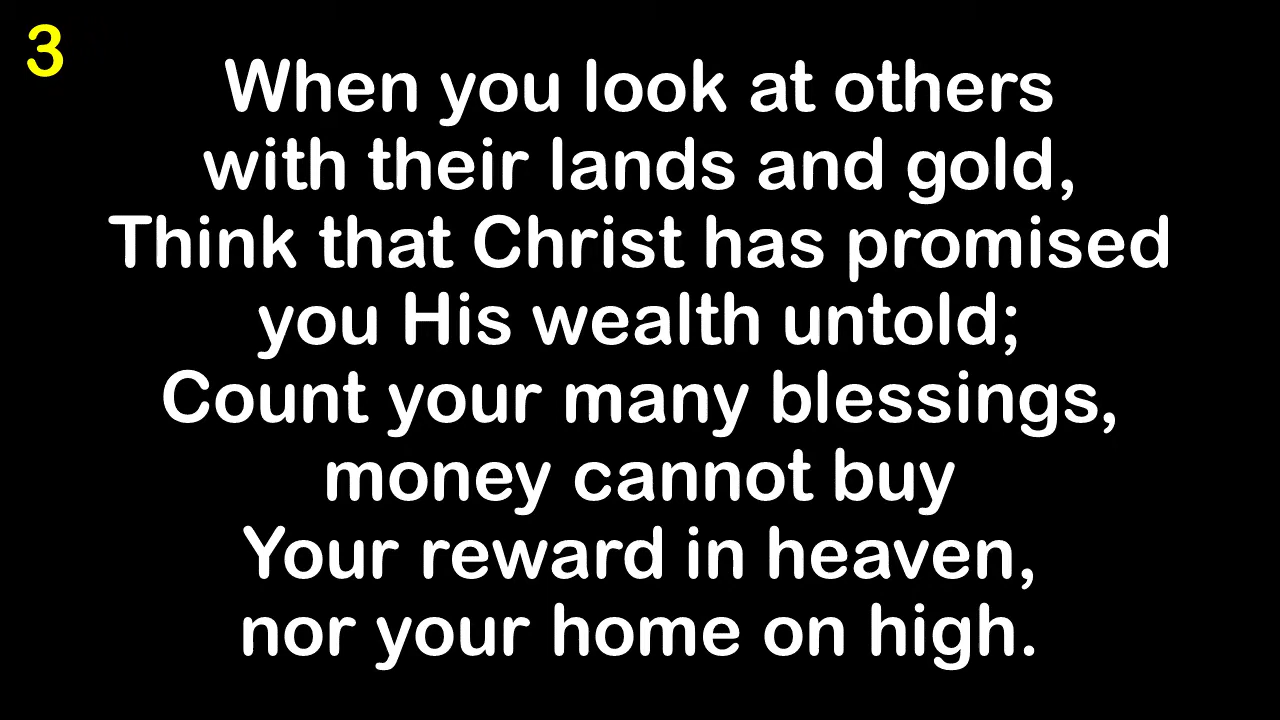 3
When you look at others
with their lands and gold,
Think that Christ has promised
you His wealth untold;
Count your many blessings,
money cannot buy
Your reward in heaven,
nor your home on high.